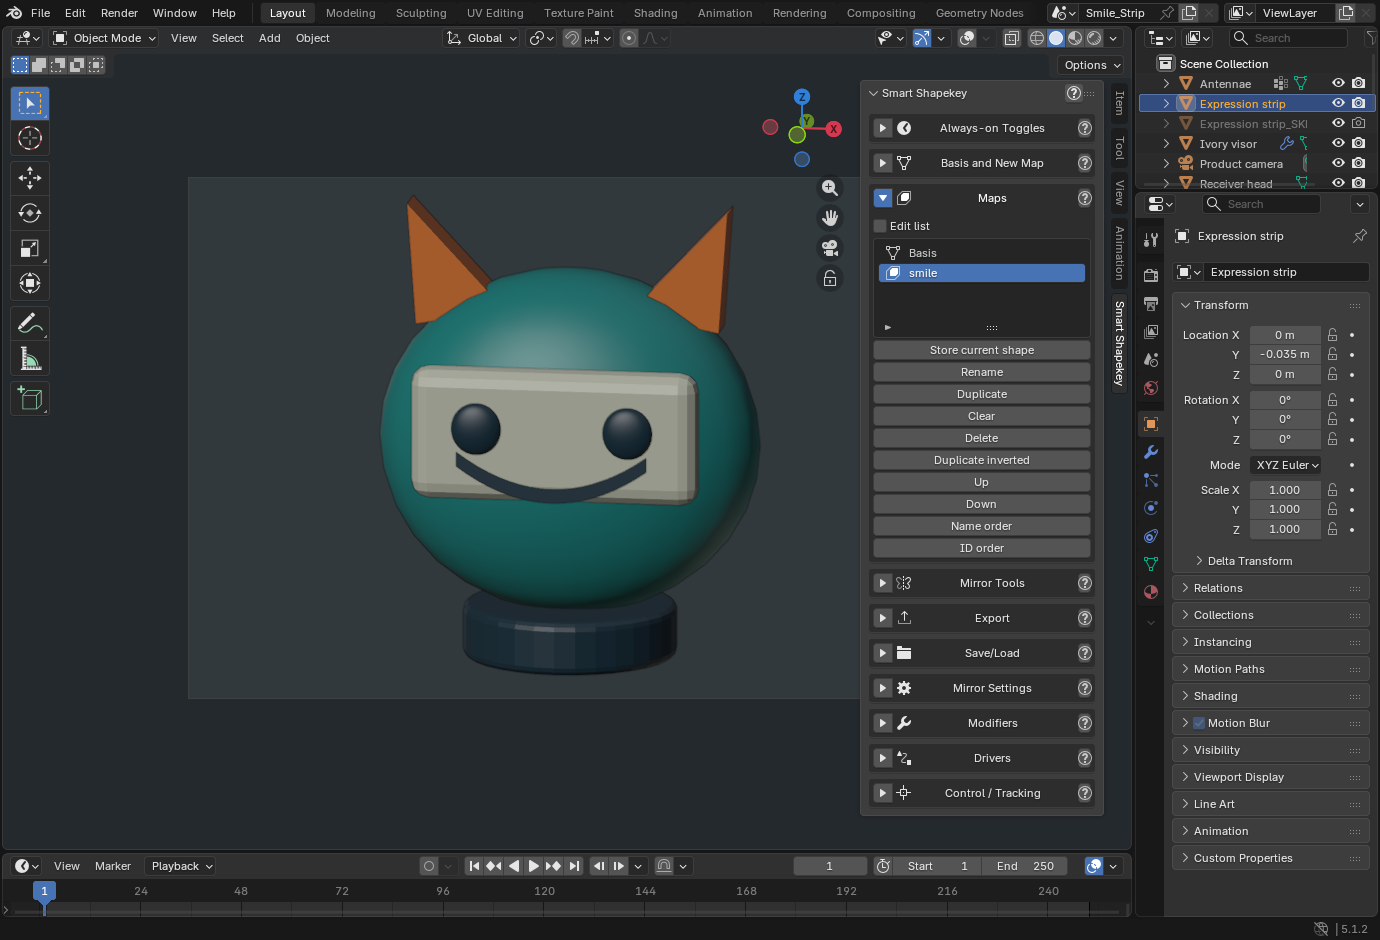 File Edit Render Window Help Layout Modeling Sculpting UV Editing Texture Paint Shading Animation Rendering Compositing Geometry Nodes Smile_Strip ViewLayer
Object Mode View Select Add Object Global Search
Options
Scene Collection
Antennae
Expression strip
Expression strip_SKI
Ivory visor
Product camera
Receiver head
Z
Y
X
Smart Shapekey
Always-on Toggles
Basis and New Map
Maps
Edit list
Basis
smile
Store current shape
Rename
Duplicate
Clear
Delete
Duplicate inverted
Up
Down
Name order
ID order
Mirror Tools
Export
Save/Load
Mirror Settings
Modifiers
Drivers
Control / Tracking
Item
Tool
View
Animation
Smart Shapekey
Search
Expression strip
Expression strip
Transform
Location X 0 m
Y -0.035 m
Z 0 m
Rotation X 0°
Y 0°
Z 0°
Mode XYZ Euler
Scale X 1.000
Y 1.000
Z 1.000
Delta Transform
Relations
Collections
Instancing
Motion Paths
Shading
Motion Blur
Visibility
Viewport Display
Line Art
Animation
Custom Properties
View Marker Playback 1 Start 1 End 250
1 24 48 72 96 120 144 168 192 216 240
5.1.2